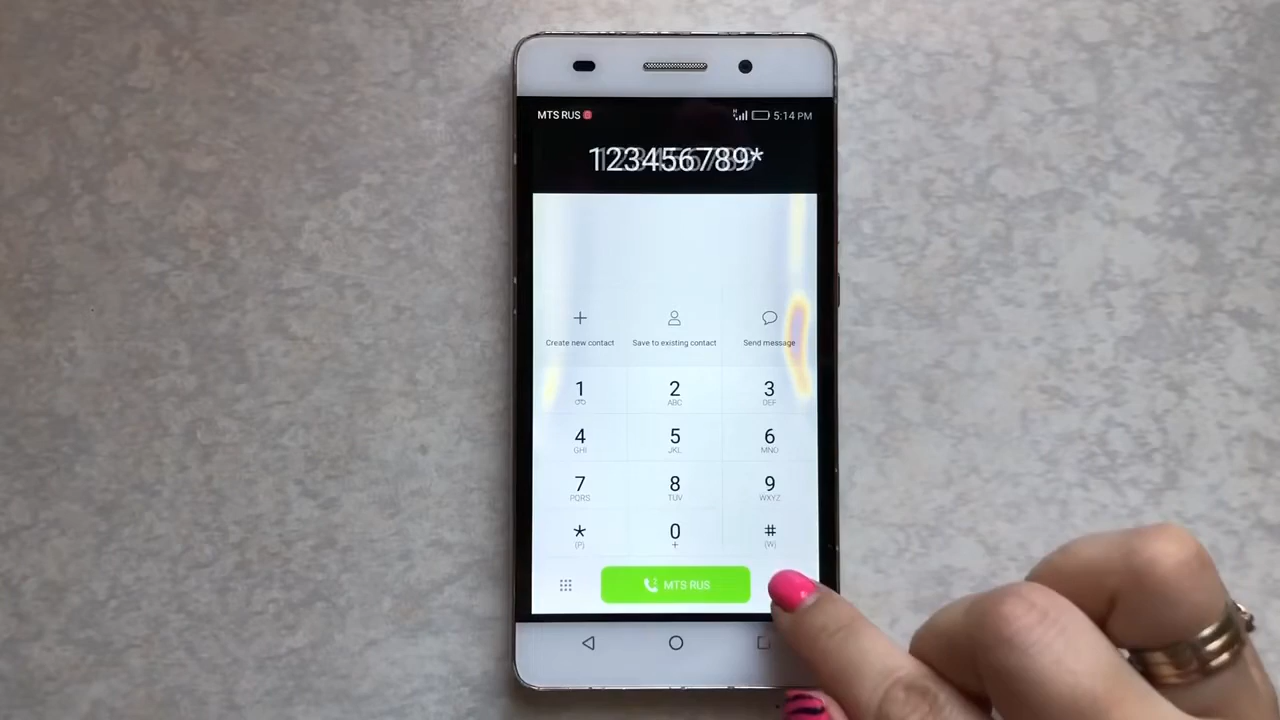 MTS RUS 5:14 PM
123456789*
Create new contact Save to existing contact Send message
1 2 3
ABC DEF
4 5 6
GHI JKL MNO
7 8 9
PQRS TUV WXYZ
* 0 #
(P) + (W)
MTS RUS